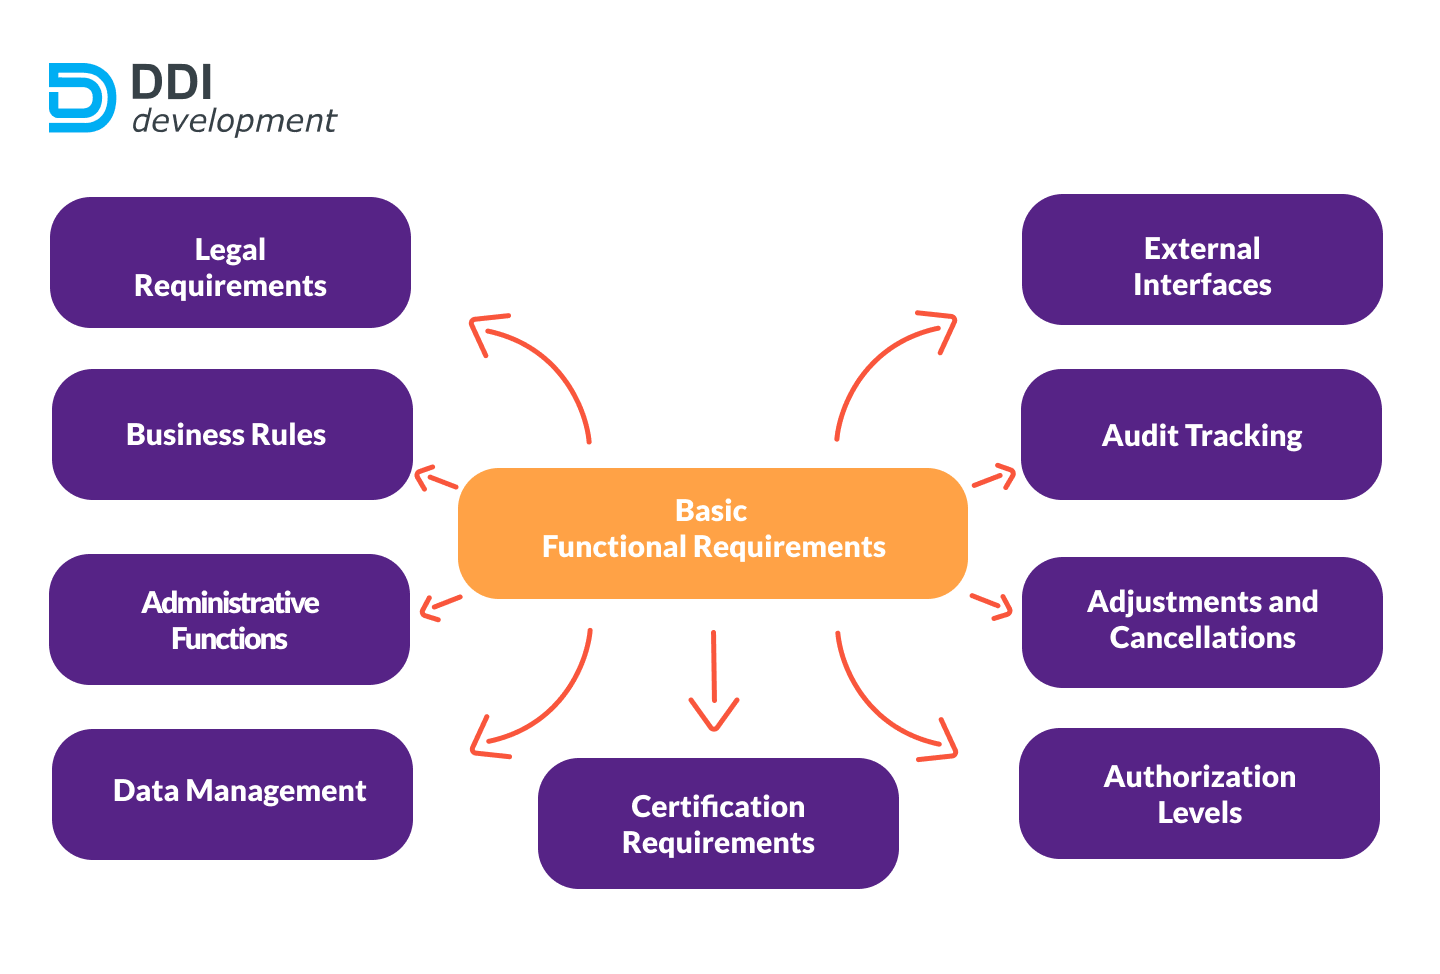 DDI
development
Legal
Requirements
External
Interfaces
Business Rules
Audit Tracking
Basic
Functional Requirements
Administrative
Functions
Adjustments and
Cancellations
Data Management
Certification
Requirements
Authorization
Levels